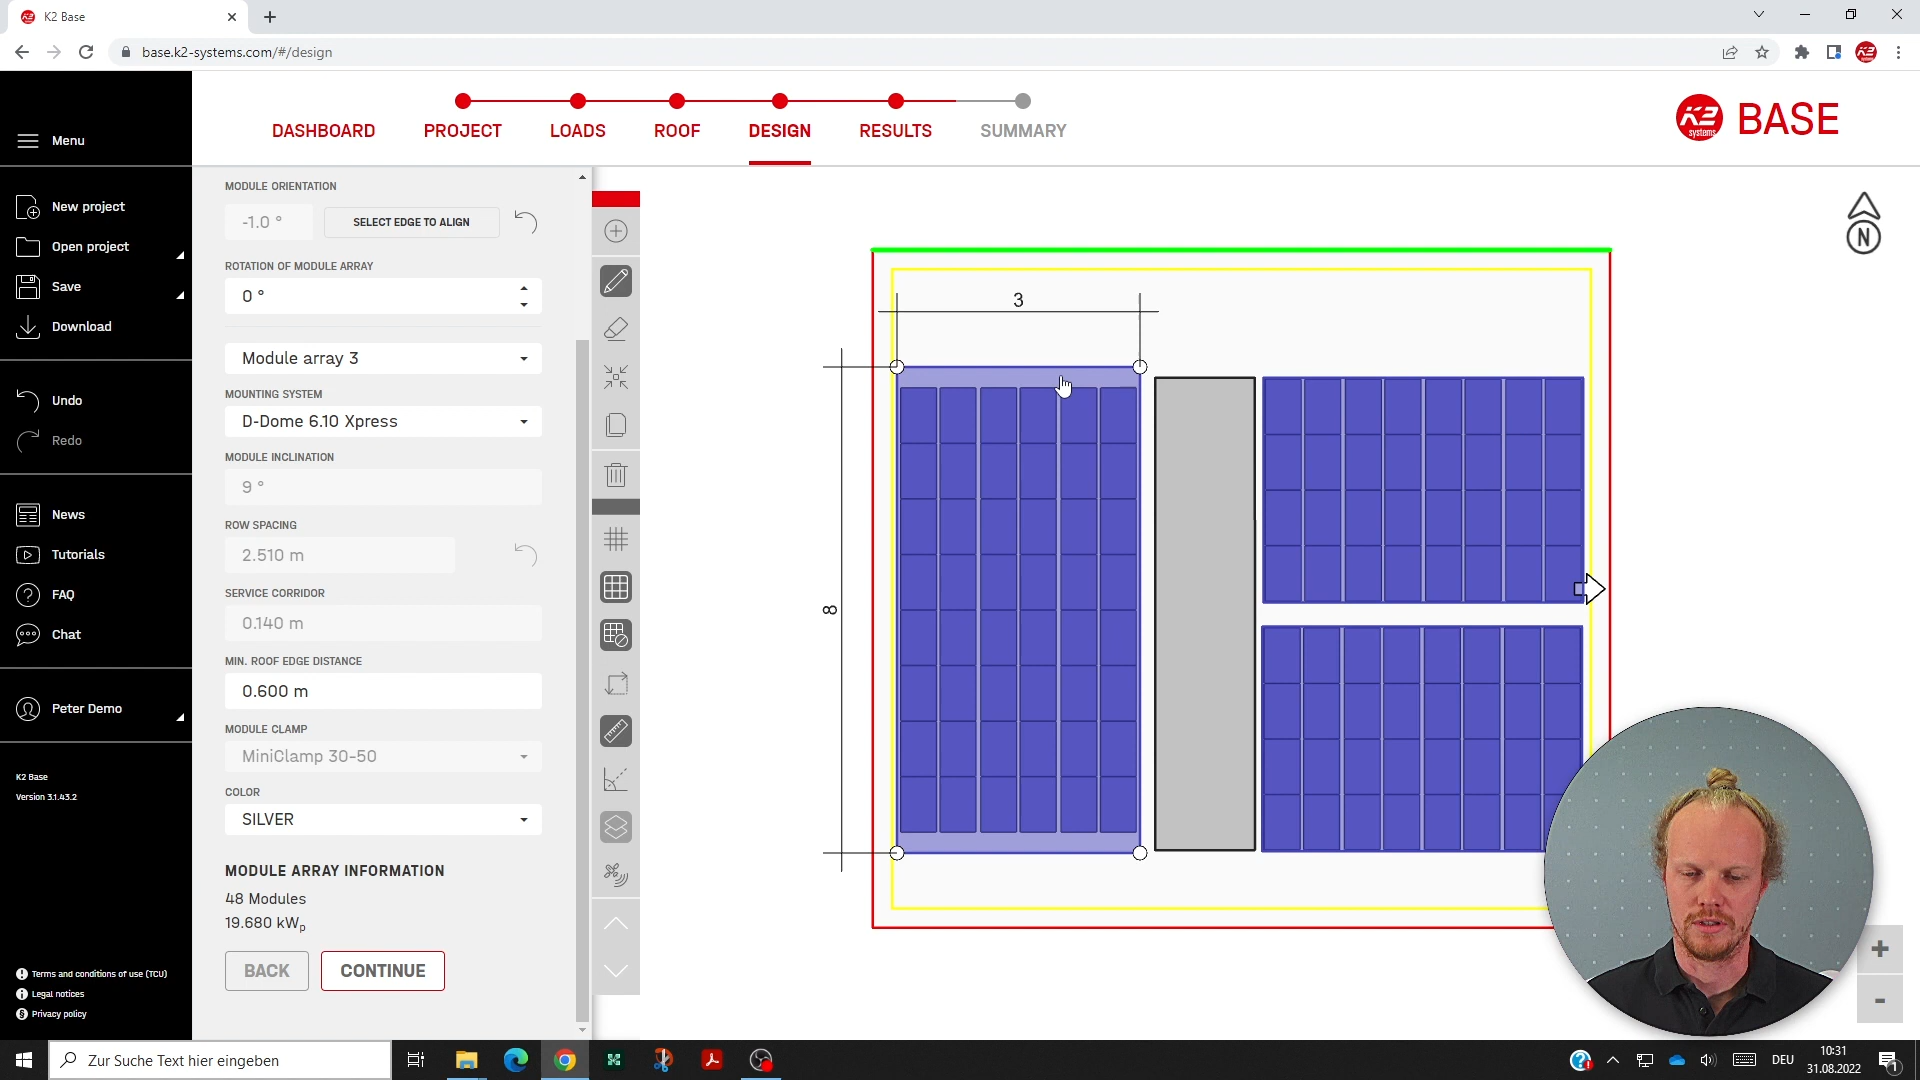 K2 Base
base.k2-systems.com/#/design
Menu
New project
Open project
Save
Download
Undo
Redo
News
Tutorials
FAQ
Chat
Peter Demo
K2 Base
Version 3.1.43.2
Terms and conditions of use (TCU)
Legal notices
Privacy policy
DASHBOARD
PROJECT
LOADS
ROOF
DESIGN
RESULTS
SUMMARY
K2 systems BASE
MODULE ORIENTATION
-1.0 °
SELECT EDGE TO ALIGN
ROTATION OF MODULE ARRAY
0 °
Module array 3
MOUNTING SYSTEM
D-Dome 6.10 Xpress
MODULE INCLINATION
9 °
ROW SPACING
2.510 m
SERVICE CORRIDOR
0.140 m
MIN. ROOF EDGE DISTANCE
0.600 m
MODULE CLAMP
MiniClamp 30-50
COLOR
SILVER
MODULE ARRAY INFORMATION
48 Modules
19.680 kWp
BACK
CONTINUE
3
8
N
+
-
Zur Suche Text hier eingeben
DEU
10:31
31.08.2022
1